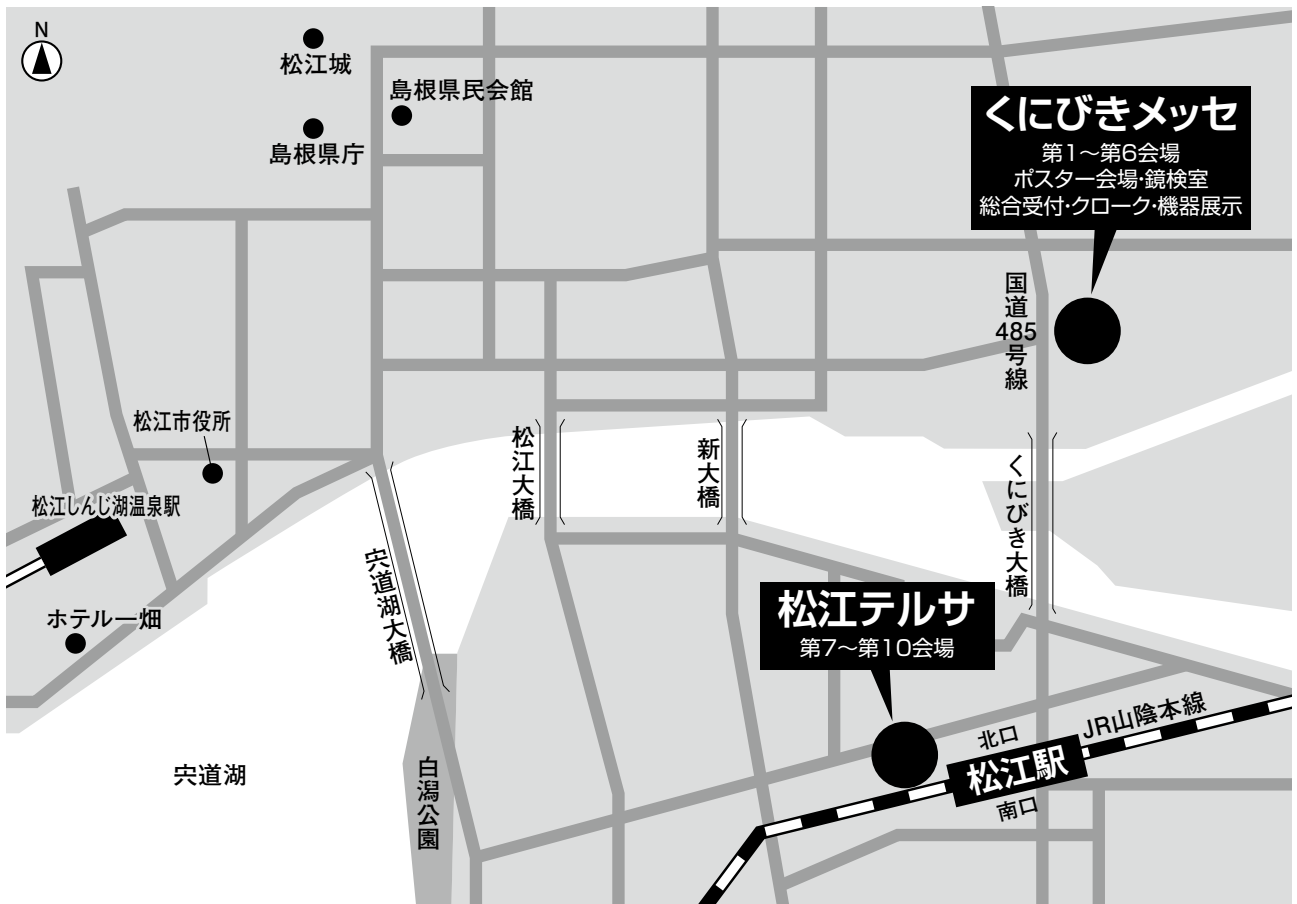 N
松江城
島根県民会館
島根県庁
くにびきメッセ
第1~第6会場
ポスター会場・鏡検室
総合受付・クローク・機器展示
国道485号線
松江市役所
松江しんじ湖温泉駅
松江大橋
新大橋
くにびき大橋
宍道湖大橋
ホテル一畑
松江テルサ
第7~第10会場
北口
JR山陰本線
松江駅
南口
宍道湖
白潟公園